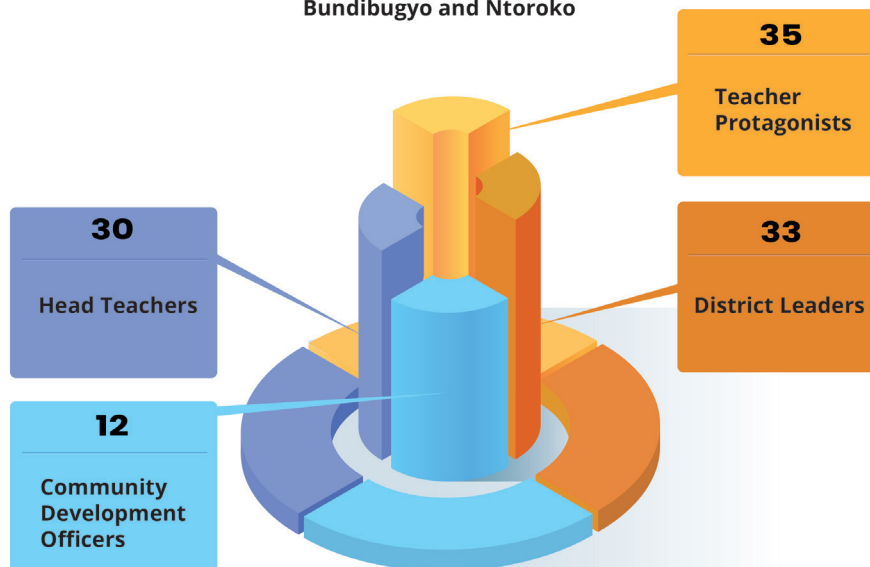 Bundibugyo and Ntoroko
35
Teacher
Protagonists
30
Head Teachers
33
District Leaders
12
Community
Development
Officers